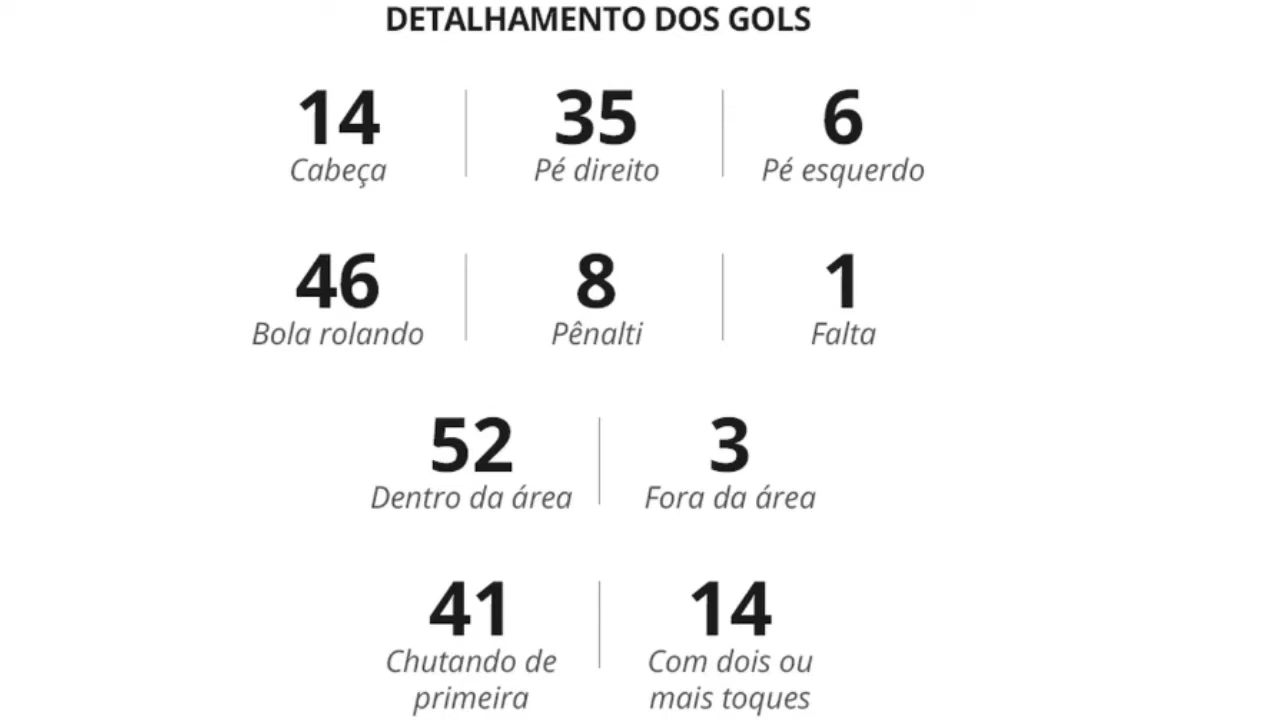 DETALHAMENTO DOS GOLS
14 35 6
Cabeça Pé direito Pé esquerdo
46 8 1
Bola rolando Pênalti Falta
52 3
Dentro da área Fora da área
41 14
Chutando de Com dois ou
primeira mais toques